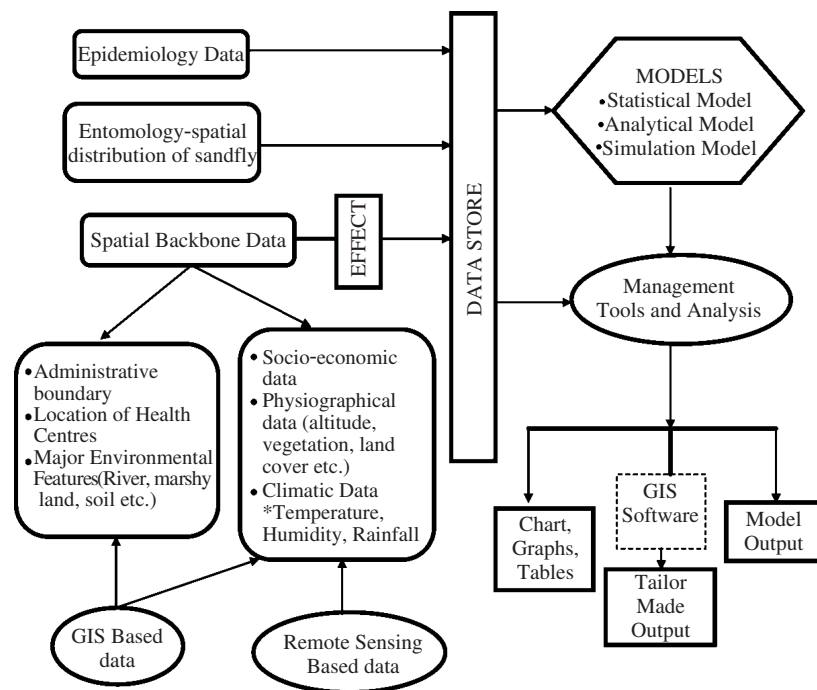 Epidemiology Data
Entomology-spatial
distribution of sandfly
Spatial Backbone Data
EFFECT
DATA STORE
MODELS
•Statistical Model
•Analytical Model
•Simulation Model
Management
Tools and Analysis
•Administrative
boundary
•Location of Health
Centres
•Major Environmental
Features(River, marshy
land, soil etc.)
• Socio-economic
data
• Physiographical
data (altitude,
vegetation, land
cover etc.)
• Climatic Data
*Temperature,
Humidity, Rainfall
GIS Based
data
Remote Sensing
Based data
Chart,
Graphs,
Tables
GIS
Software
Tailor
Made
Output
Model
Output